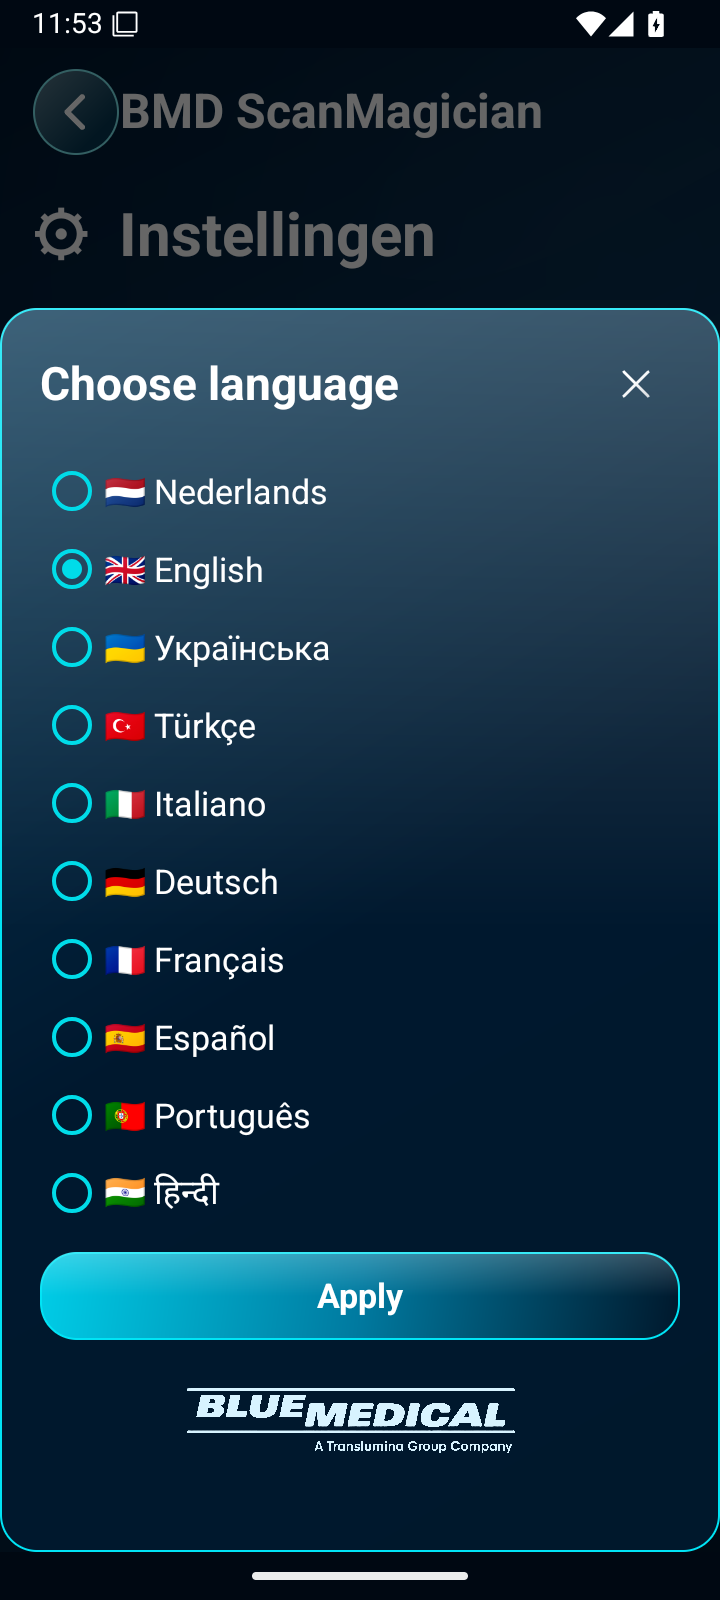 11:53
BMD ScanMagician
Instellingen
Choose language
Nederlands
English
Українська
Türkçe
Italiano
Deutsch
Français
Español
Português
हिन्दी
Apply
BLUEMEDICAL
A Translumina Group Company